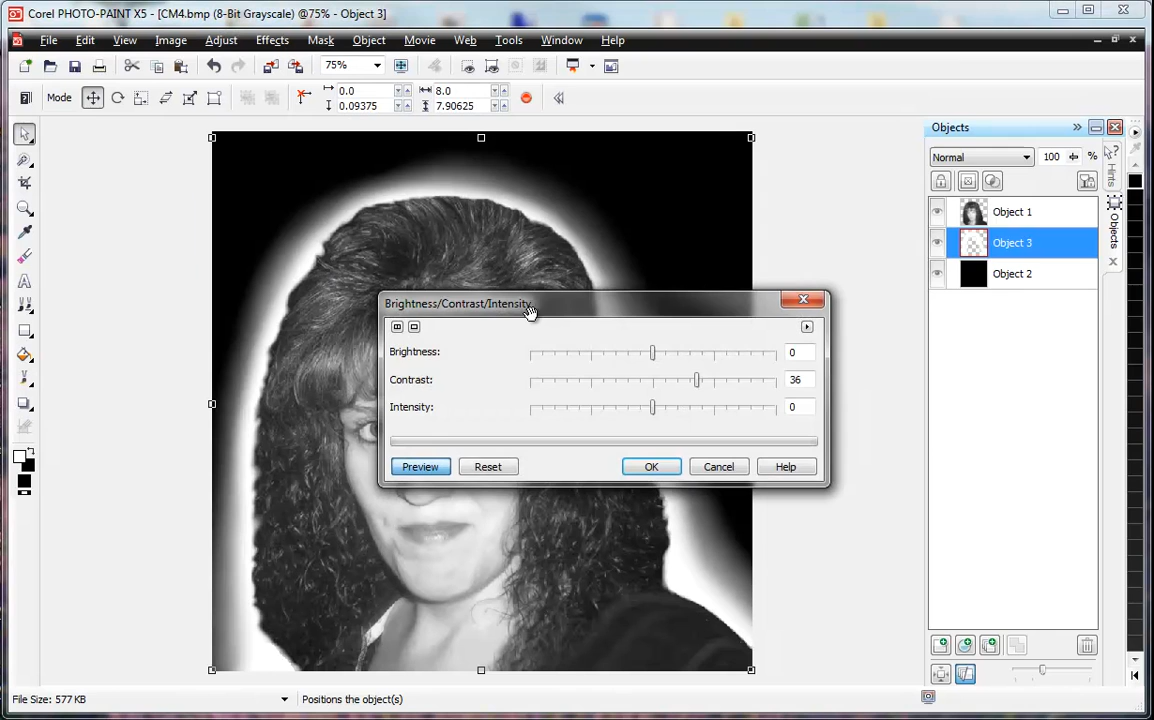 Corel PHOTO-PAINT X5 - [CM4.bmp (8-Bit Grayscale) @75% - Object 3]
File Edit View Image Adjust Effects Mask Object Movie Web Tools Window Help
75%
Mode 0.0 8.0
0.09375 7.90625
Objects
Normal 100 %
Hints
Object 1
Objects
Object 3
Object 2
Brightness/Contrast/Intensity
Brightness: 0
Contrast: 36
Intensity: 0
Preview Reset OK Cancel Help
File Size: 577 KB Positions the object(s)